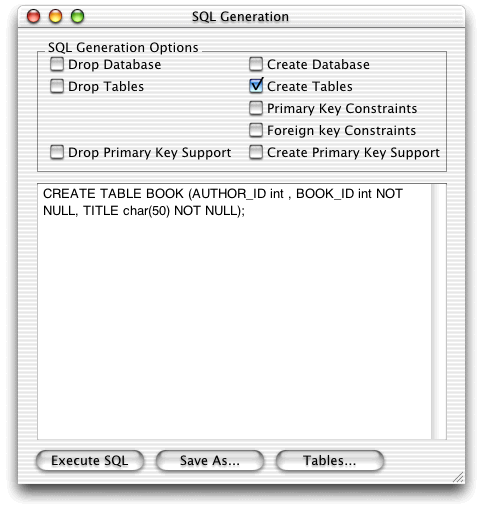 SQL Generation
SQL Generation Options
Drop Database Create Database
Drop Tables Create Tables
Primary Key Constraints
Foreign key Constraints
Drop Primary Key Support Create Primary Key Support
CREATE TABLE BOOK (AUTHOR_ID int , BOOK_ID int NOT
NULL, TITLE char(50) NOT NULL);
Execute SQL Save As... Tables...